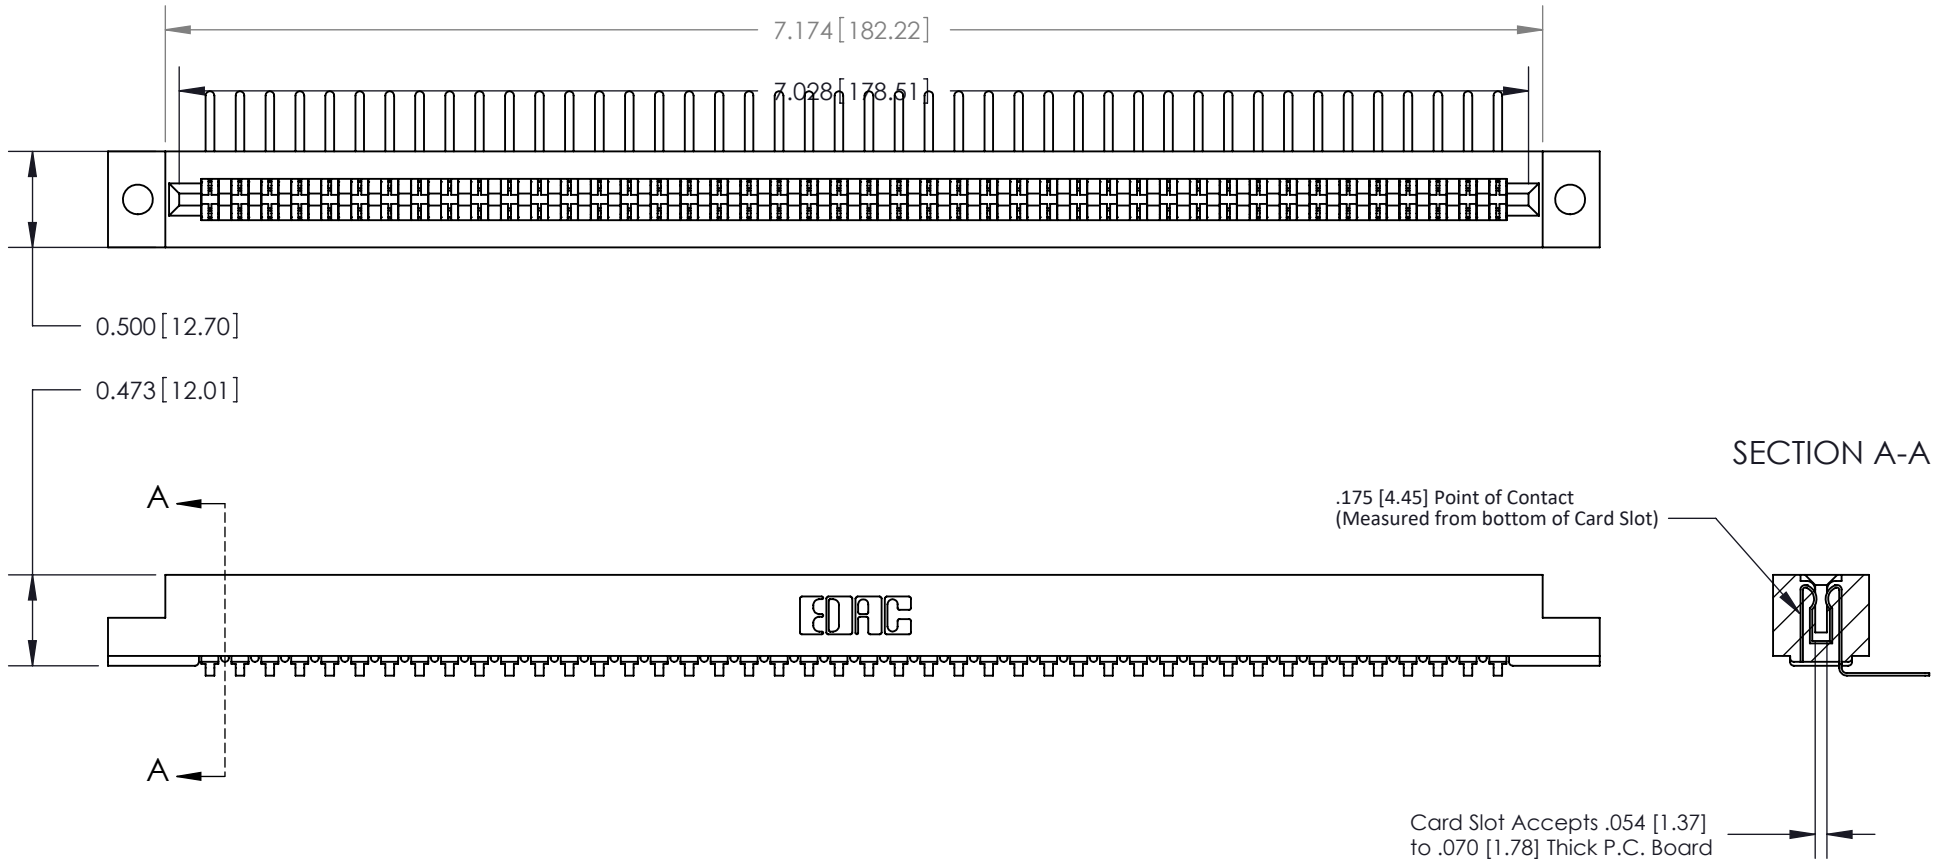 7.174[182.22]
7.028[178.51]
0.500[12.70]
0.473[12.01]
SECTION A-A
.175 [4.45] Point of Contact
(Measured from bottom of Card Slot)
A
EDAC
A
Card Slot Accepts .054 [1.37]
to .070 [1.78] Thick P.C. Board